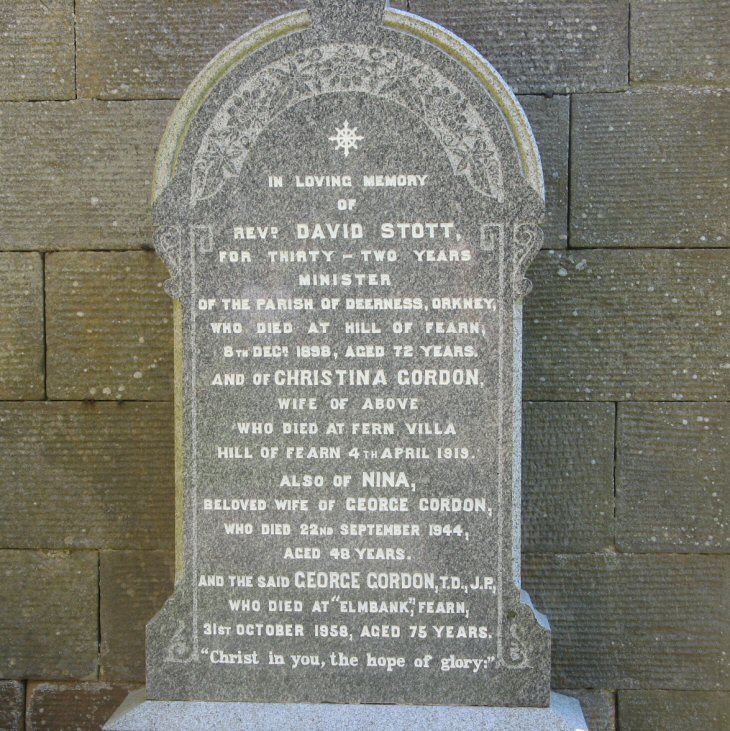 IN LOVING MEMORY
OF
REVD DAVID STOTT,
FOR THIRTY - TWO YEARS
MINISTER
OF THE PARISH OF DEERNESS, ORKNEY,
WHO DIED AT HILL OF FEARN,
8TH DECR 1898, AGED 72 YEARS.
AND OF CHRISTINA GORDON,
WIFE OF ABOVE
WHO DIED AT FERN VILLA
HILL OF FEARN 4TH APRIL 1919.
ALSO OF NINA,
BELOVED WIFE OF GEORGE GORDON,
WHO DIED 22ND SEPTEMBER 1944,
AGED 48 YEARS.
AND THE SAID GEORGE GORDON, T.D., J.P.,
WHO DIED AT "ELMBANK", FEARN,
31ST OCTOBER 1958, AGED 75 YEARS.
"Christ in you, the hope of glory:"